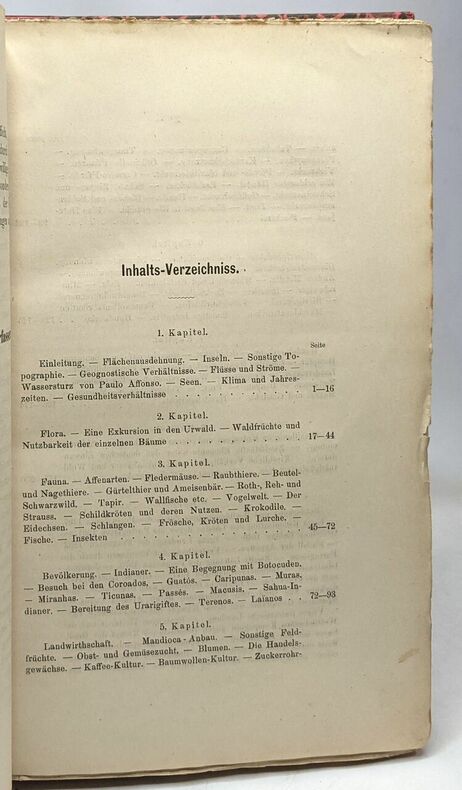 Inhalts-Verzeichniss.
1. Kapitel.
Seite
Einleitung. — Flächenausdehnung. — Inseln. — Sonstige To-
pographie. — Geognostische Verhältnisse. — Flüsse und Ströme. —
Wassersturz von Paulo Affonso. — Seen. — Klima und Jahres-
zeiten. — Gesundheitsverhältnisse . . . . . . . . . . . . 1—16
2. Kapitel.
Flora. — Eine Exkursion in den Urwald. — Waldfrüchte und
Nutzbarkeit der einzelnen Bäume . . . . . . . . . . . 17—44
3. Kapitel.
Fauna. — Affenarten. — Fledermäuse. — Raubthiere. — Beutel-
und Nagethiere. — Gürtelthier und Ameisenbär. — Roth-, Reh- und
Schwarzwild. — Tapir. — Wallfische etc. — Vogelwelt. — Der
Strauss. — Schildkröten und deren Nutzen. — Krokodile. —
Eidechsen. — Schlangen. — Frösche, Kröten und Lurche. —
Fische. — Insekten . . . . . . . . . . . . . . . . 45—72
4. Kapitel.
Bevölkerung. — Indianer. — Eine Begegnung mit Botocuden.
— Besuch bei den Coroados. — Guatós. — Caripunas. — Muras.
— Miranhas. — Ticunas. — Passés. — Macusis. — Sahua-In-
dianer. — Bereitung des Urarigiftes. — Terenos. — Laianos . . 72—93
5. Kapitel.
Landwirthschaft. — Mandioca-Anbau. — Sonstige Feld-
früchte. — Obst- und Gemüsezucht. — Blumen. — Die Handels-
gewächse. — Kaffee-Kultur. — Baumwollen-Kultur. — Zuckerrohr-